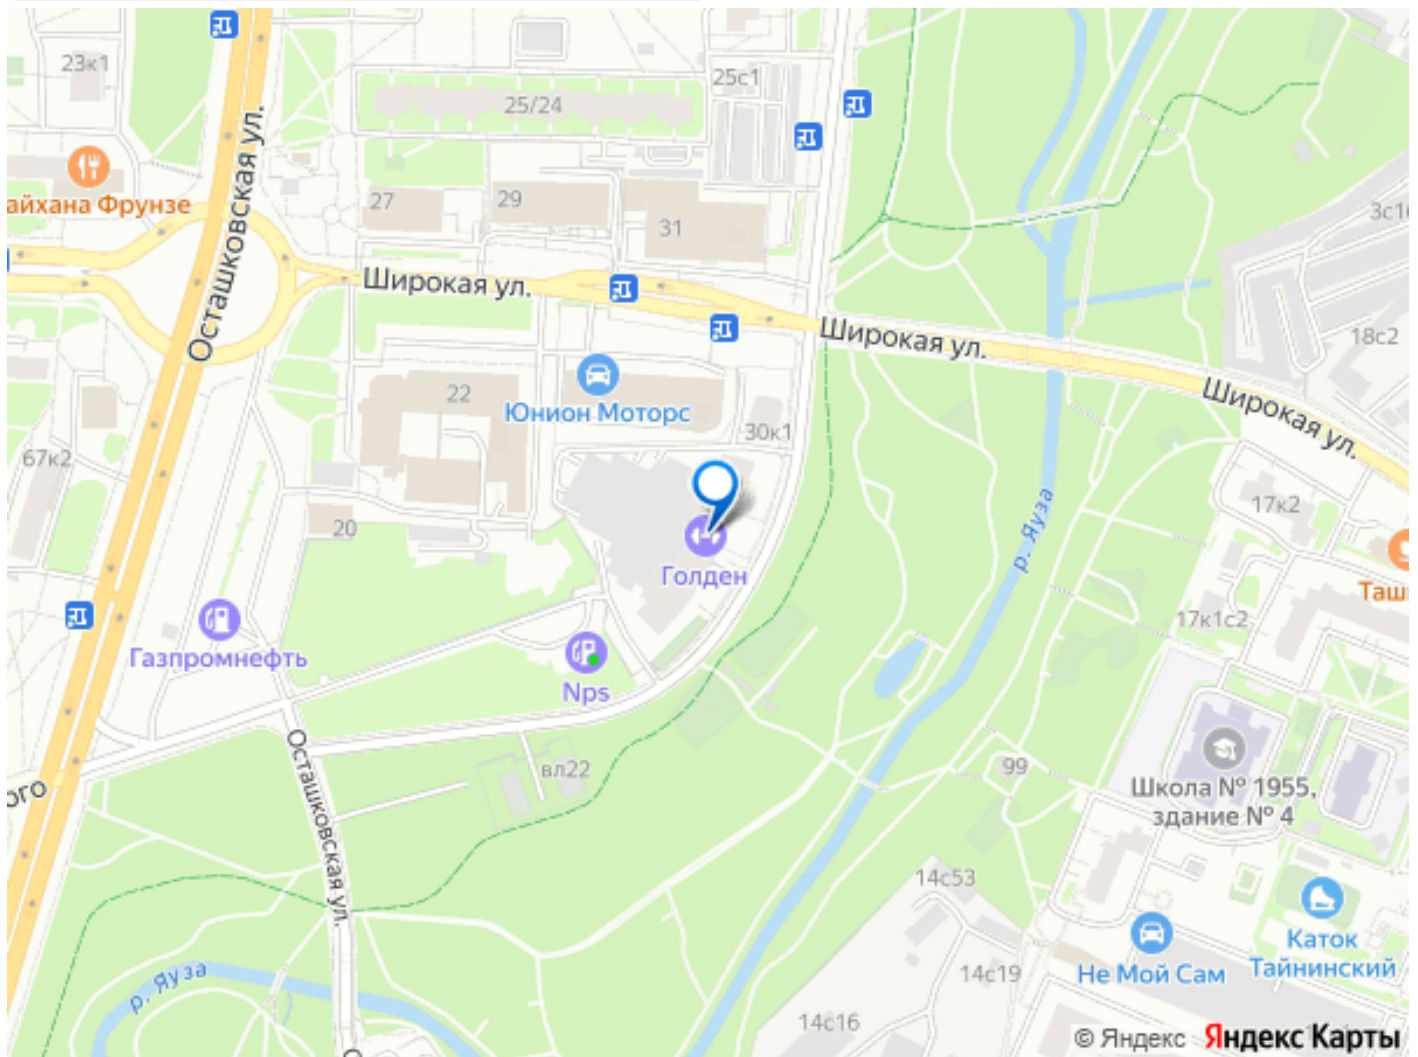 23к1
25с1
25/24
айхана Фрунзе
Осташковская ул.
27
29
31
3с1
Широкая ул.
Широкая ул.
18с2
Широкая ул.
22
Юнион Моторс
30к1
67к2
17к2
р. Яуза
20
Голден
Таш
17к1с2
Газпромнефть
Nps
Осташковская ул.
вл22
99
ого
Школа № 1955,
здание № 4
14с53
р. Яуза
Каток
Тайнинский
Не Мой Сам
14с19
14с16
© Яндекс Яндекс Карты